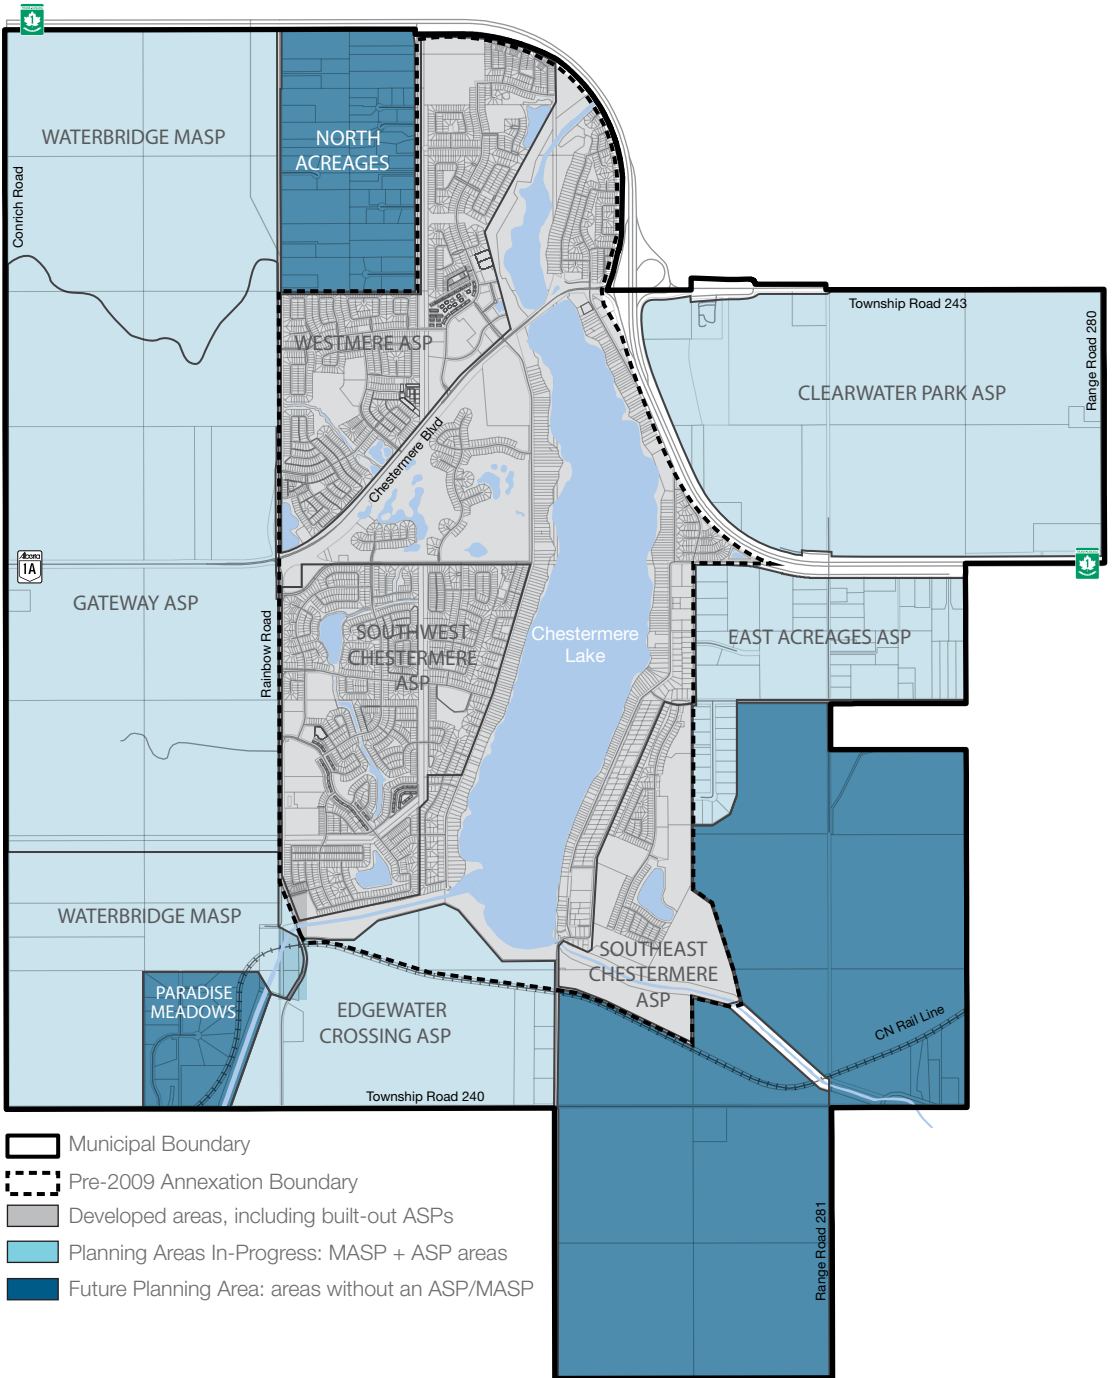 1
WATERBRIDGE MASP
NORTH
ACREAGES
Conrich Road
Township Road 243
Range Road 280
WESTMERE ASP
CLEARWATER PARK ASP
Chestermere Blvd
Alberta
1A
1
GATEWAY ASP
Rainbow Road
SOUTHWEST
CHESTERMERE
ASP
Chestermere
Lake
EAST ACREAGES ASP
WATERBRIDGE MASP
SOUTHEAST
CHESTERMERE
ASP
PARADISE
MEADOWS
EDGEWATER
CROSSING ASP
CN Rail Line
Township Road 240
Range Road 281
Municipal Boundary
Pre-2009 Annexation Boundary
Developed areas, including built-out ASPs
Planning Areas In-Progress: MASP + ASP areas
Future Planning Area: areas without an ASP/MASP